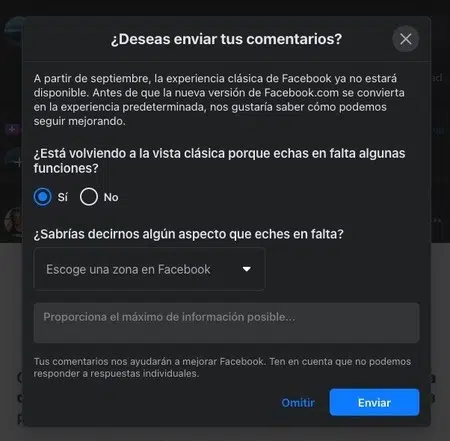 ¿Deseas enviar tus comentarios?
A partir de septiembre, la experiencia clásica de Facebook ya no estará
disponible. Antes de que la nueva versión de Facebook.com se convierta
en la experiencia predeterminada, nos gustaría saber cómo podemos
seguir mejorando.
¿Está volviendo a la vista clásica porque echas en falta algunas
funciones?
Sí No
¿Sabrías decirnos algún aspecto que eches en falta?
Escoge una zona en Facebook
Proporciona el máximo de información posible...
Tus comentarios nos ayudarán a mejorar Facebook. Ten en cuenta que no podemos
responder a respuestas individuales.
Omitir Enviar